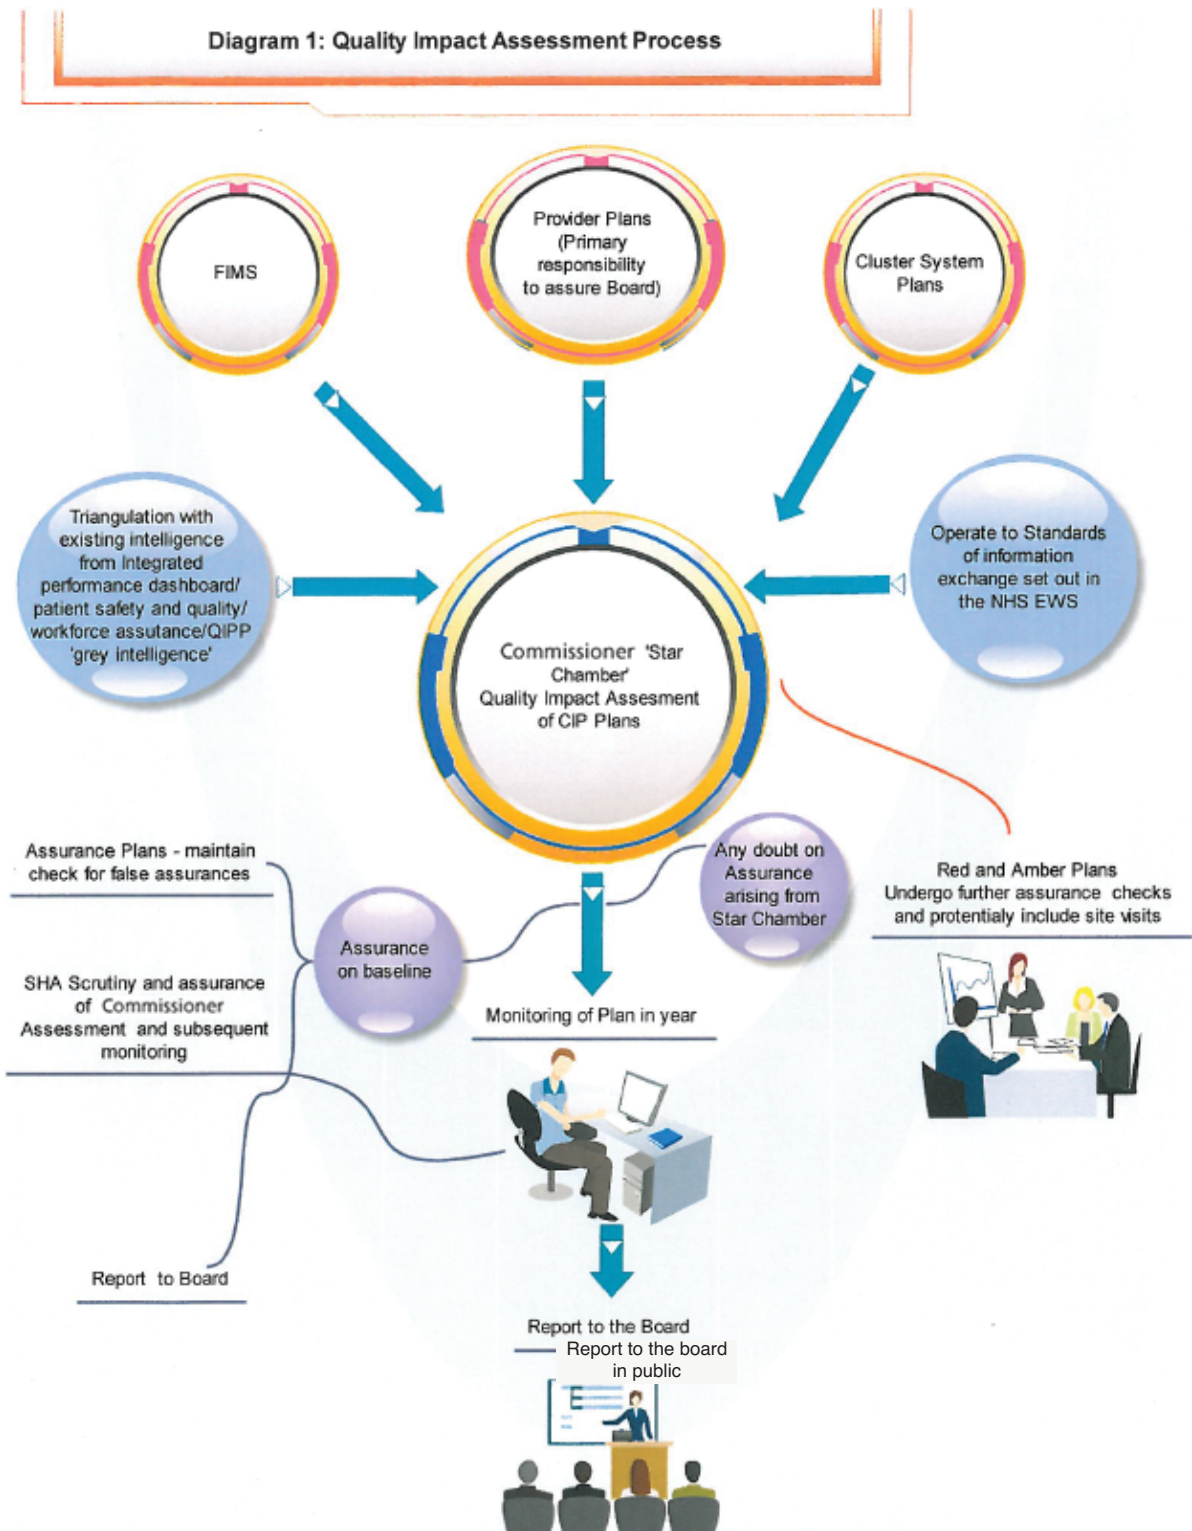 Diagram 1: Quality Impact Assessment Process
FIMS
Provider Plans
(Primary
responsibility
to assure Board)
Cluster System
Plans
Triangulation with
existing intelligence
from Integrated
performance dashboard/
patient safety and quality/
workforce assutance/QIPP
'grey intelligence'
Operate to Standards
of information
exchange set out in
the NHS EWS
Commissioner 'Star
Chamber'
Quality Impact Assesment
of CIP Plans
Assurance Plans - maintain
check for false assurances
Any doubt on
Assurance
arising from
Star Chamber
Red and Amber Plans
Undergo further assurance checks
and protentialy include site visits
Assurance
on baseline
SHA Scrutiny and assurance
of Commissioner
Assessment and subsequent
monitoring
Monitoring of Plan in year
Report to Board
Report to the Board
Report to the board
in public